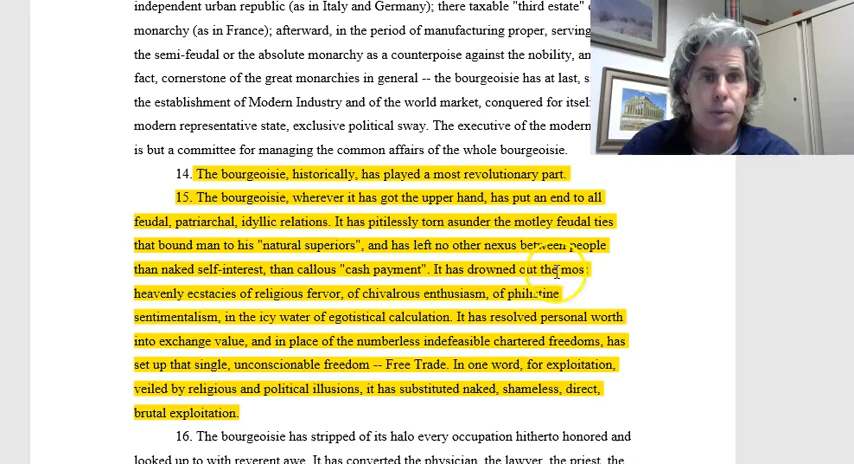 independent urban republic (as in Italy and Germany); there taxable "third estate"
monarchy (as in France); afterward, in the period of manufacturing proper, serving
the semi-feudal or the absolute monarchy as a counterpoise against the nobility,
fact, cornerstone of the great monarchies in general -- the bourgeoisie has at last,
the establishment of Modern Industry and of the world market, conquered for
modern representative state, exclusive political sway. The executive of the modern
is but a committee for managing the common affairs of the whole bourgeoisie.
14. The bourgeoisie, historically, has played a most revolutionary part.
15. The bourgeoisie, wherever it has got the upper hand, has put an end to all
feudal, patriarchal, idyllic relations. It has pitilessly torn asunder the motley feudal ties
that bound man to his "natural superiors", and has left no other nexus between people
than naked self-interest, than callous "cash payment". It has drowned out the mos
heavenly ecstacies of religious fervor, of chivalrous enthusiasm, of philistine
sentimentalism, in the icy water of egotistical calculation. It has resolved personal worth
into exchange value, and in place of the numberless indefeasible chartered freedoms, has
set up that single, unconscionable freedom -- Free Trade. In one word, for exploitation,
veiled by religious and political illusions, it has substituted naked, shameless, direct,
brutal exploitation.
16. The bourgeoisie has stripped of its halo every occupation hitherto honored and
looked up to with reverent awe. It has converted the physician, the lawyer, the priest, the